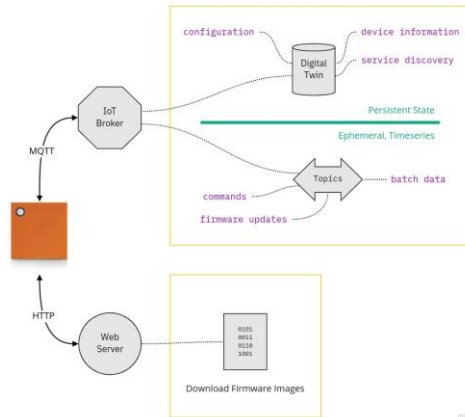 configuration
device information
Digital
Twin
service discovery
IoT
Broker
Persistent State
Ephemeral, Timeseries
MQTT
Topics
batch data
commands
firmware updates
HTTP
Web
Server
0101
0011
0110
1001
Download Firmware Images